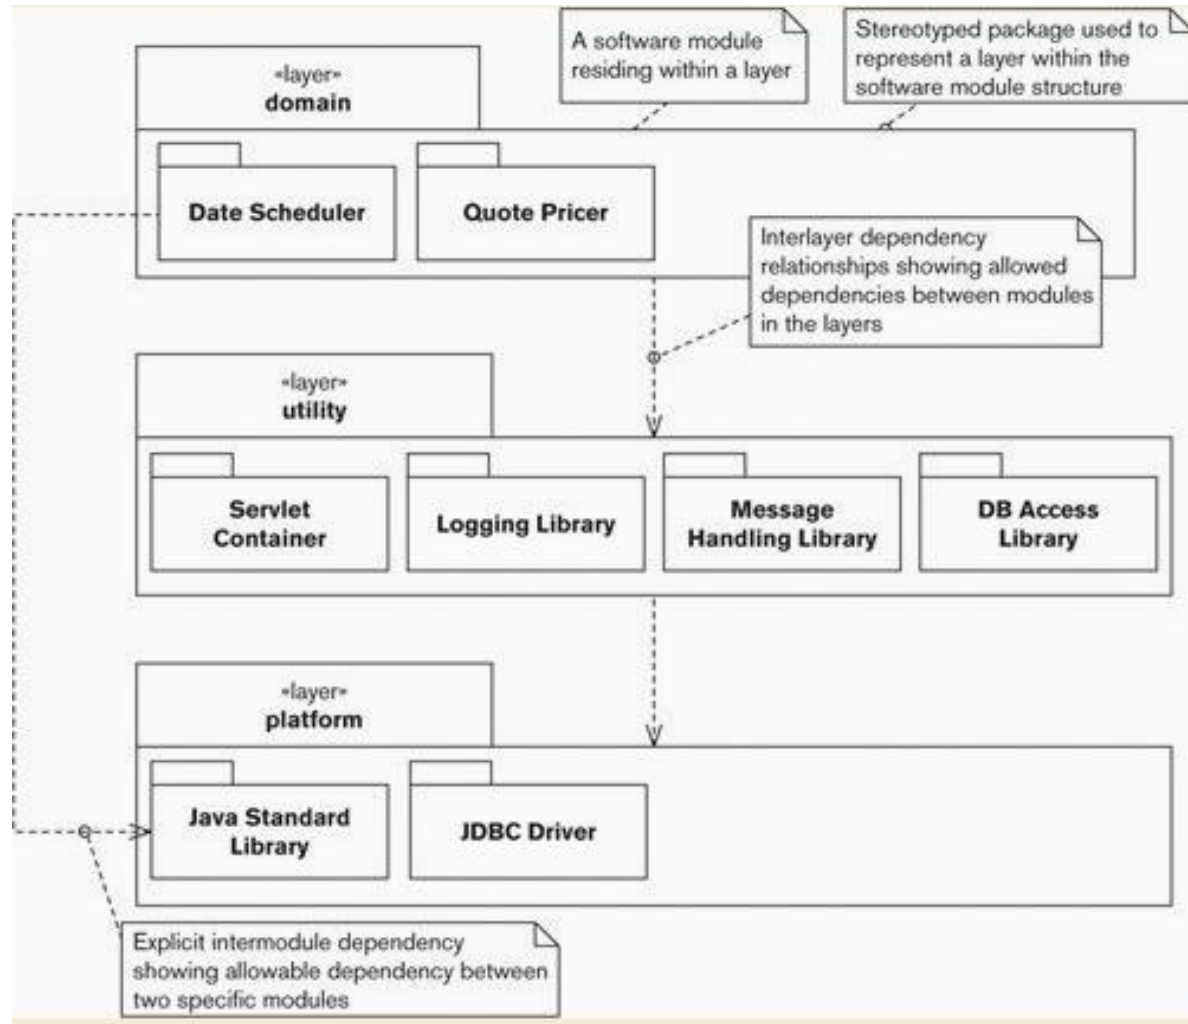 «layer»
domain
A software module
residing within a layer
Stereotyped package used to
represent a layer within the
software module structure
Date Scheduler
Quote Pricer
Interlayer dependency
relationships showing allowed
dependencies between modules
in the layers
«layer»
utility
Servlet
Container
Logging Library
Message
Handling Library
DB Access
Library
«layer»
platform
Java Standard
Library
JDBC Driver
Explicit intermodule dependency
showing allowable dependency between
two specific modules